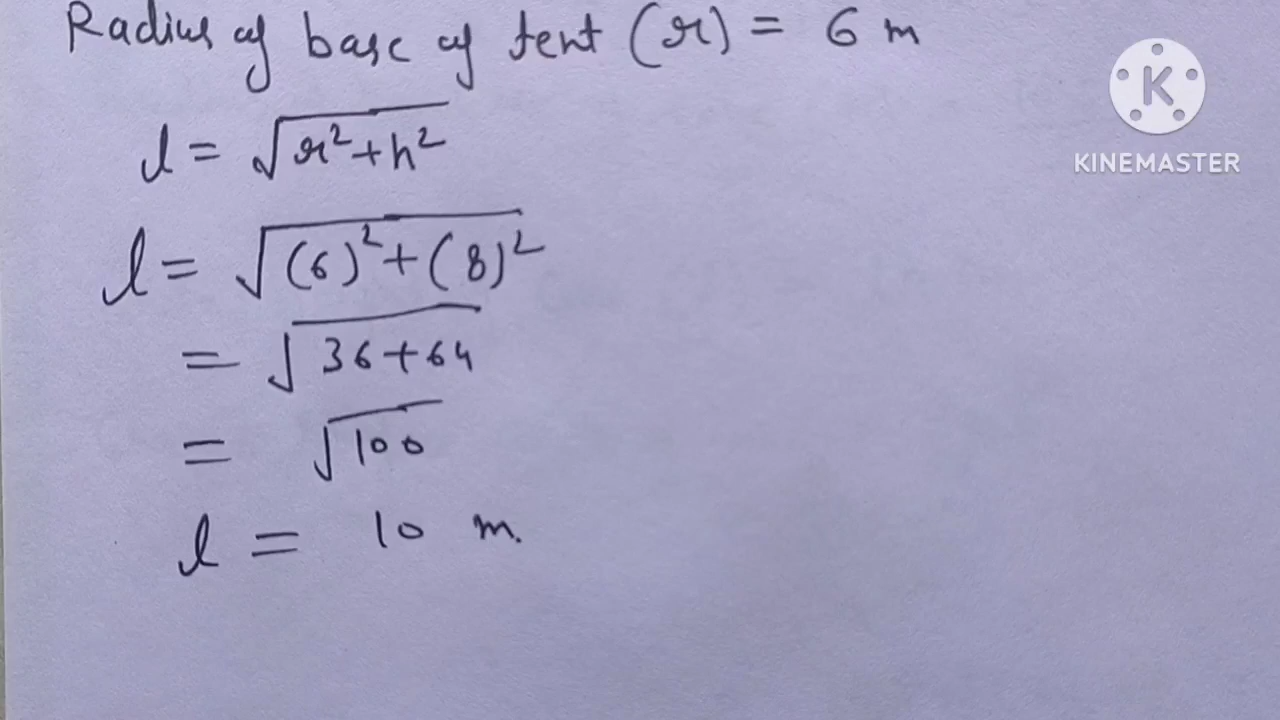 Radius of base of tent (r) = 6 m
l = √r²+h²
l = √(6)²+(8)²
= √36+64
= √100
l = 10 m.
K
KINEMASTER